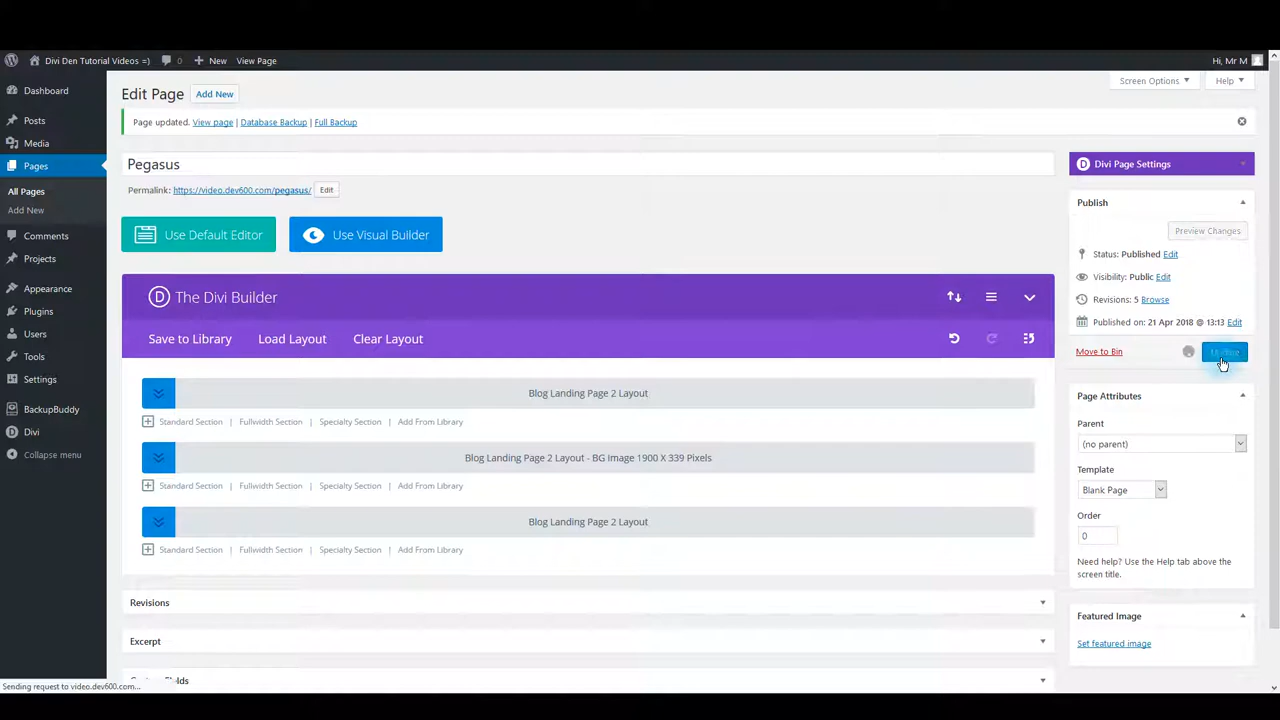 Divi Den Tutorial Videos =) 0 New View Page Hi, Mr M
Screen Options Help
Dashboard
Posts
Media
Pages
All Pages
Add New
Comments
Projects
Appearance
Plugins
Users
Tools
Settings
BackupBuddy
Divi
Collapse menu
Edit Page Add New
Page updated. View page | Database Backup | Full Backup
Pegasus
Permalink: https://video.dev600.com/pegasus/ Edit
Use Default Editor Use Visual Builder
The Divi Builder
Save to Library Load Layout Clear Layout
Blog Landing Page 2 Layout
Standard Section | Fullwidth Section | Specialty Section | Add From Library
Blog Landing Page 2 Layout - BG Image 1900 X 339 Pixels
Standard Section | Fullwidth Section | Specialty Section | Add From Library
Blog Landing Page 2 Layout
Standard Section | Fullwidth Section | Specialty Section | Add From Library
Revisions
Excerpt
Divi Page Settings
Publish
Preview Changes
Status: Published Edit
Visibility: Public Edit
Revisions: 5 Browse
Published on: 21 Apr 2018 @ 13:13 Edit
Move to Bin
Page Attributes
Parent
(no parent)
Template
Blank Page
Order
0
Need help? Use the Help tab above the
screen title.
Featured Image
Set featured image
Sending request to video.dev600.com...